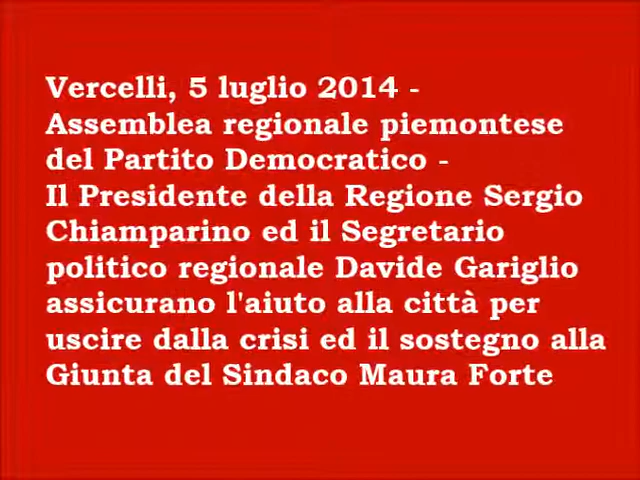 Vercelli, 5 luglio 2014 -
Assemblea regionale piemontese
del Partito Democratico -
Il Presidente della Regione Sergio
Chiamparino ed il Segretario
politico regionale Davide Gariglio
assicurano l'aiuto alla città per
uscire dalla crisi ed il sostegno alla
Giunta del Sindaco Maura Forte